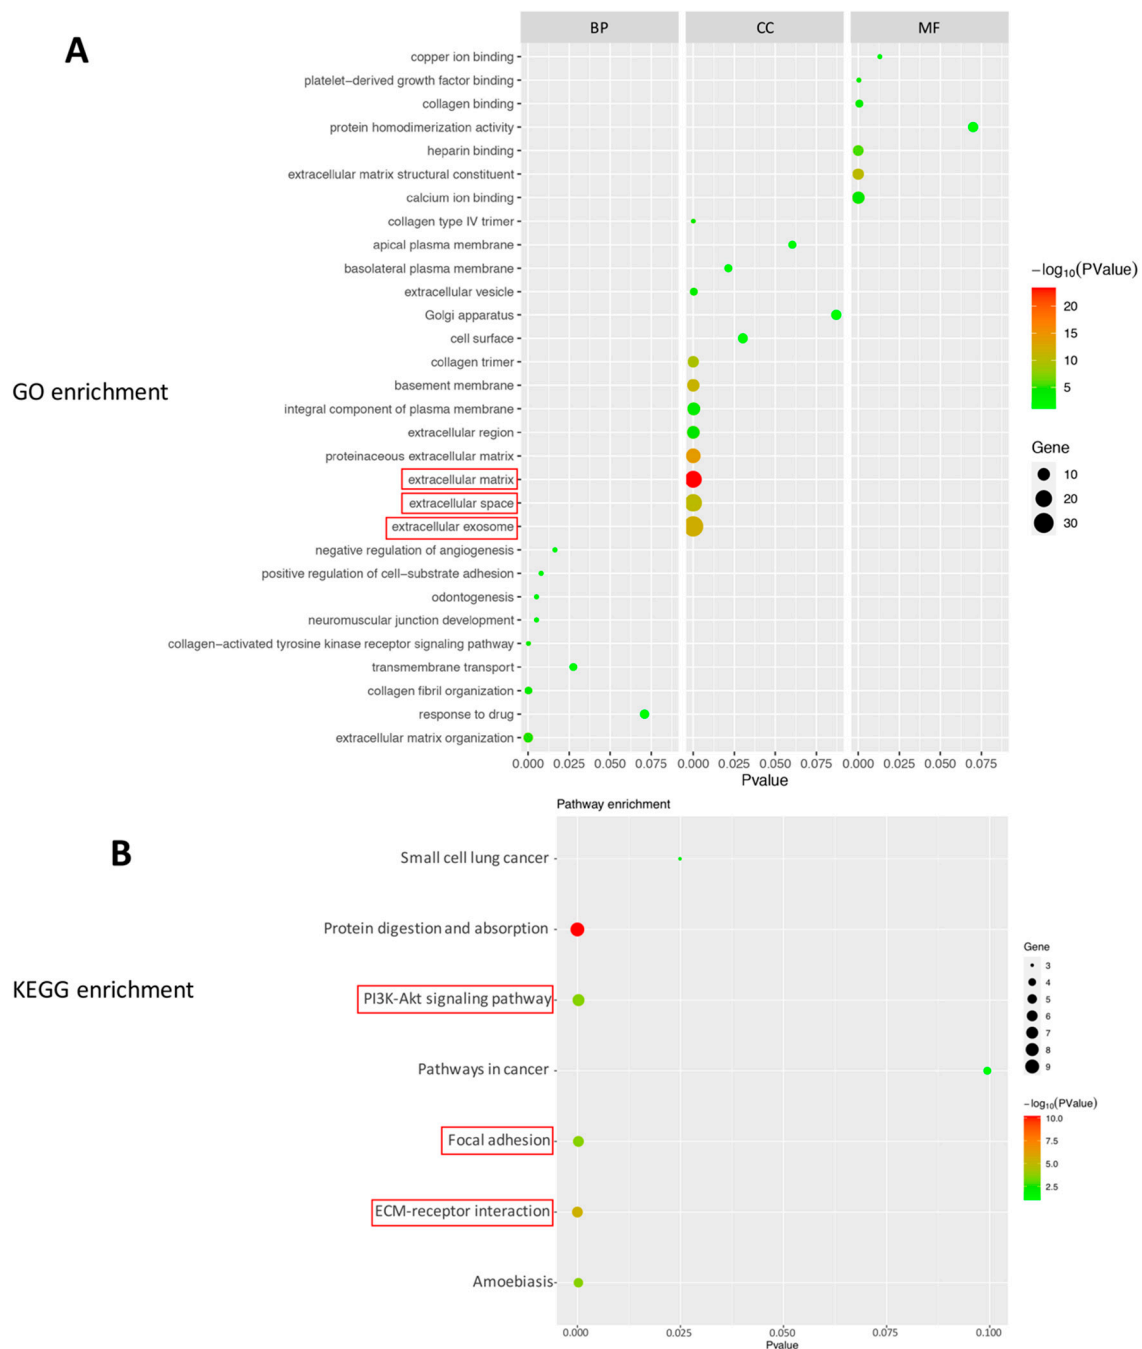 A
BP
CC
MF
copper ion binding
platelet−derived growth factor binding
collagen binding
protein homodimerization activity
heparin binding
extracellular matrix structural constituent
calcium ion binding
collagen type IV trimer
apical plasma membrane
basolateral plasma membrane
extracellular vesicle
Golgi apparatus
cell surface
collagen trimer
basement membrane
integral component of plasma membrane
extracellular region
proteinaceous extracellular matrix
extracellular matrix
extracellular space
extracellular exosome
negative regulation of angiogenesis
positive regulation of cell−substrate adhesion
odontogenesis
neuromuscular junction development
collagen−activated tyrosine kinase receptor signaling pathway
transmembrane transport
collagen fibril organization
response to drug
extracellular matrix organization
GO enrichment
0.000 0.025 0.050 0.075 0.000 0.025 0.050 0.075 0.000 0.025 0.050 0.075
Pvalue
−log10(PValue)
20
15
10
5
Gene
10
20
30
B
Pathway enrichment
Small cell lung cancer
Protein digestion and absorption
PI3K-Akt signaling pathway
Pathways in cancer
Focal adhesion
ECM-receptor interaction
Amoebiasis
KEGG enrichment
0.000 0.025 0.050 0.075 0.100
Pvalue
Gene
3
4
5
6
7
8
9
−log10(PValue)
10.0
7.5
5.0
2.5